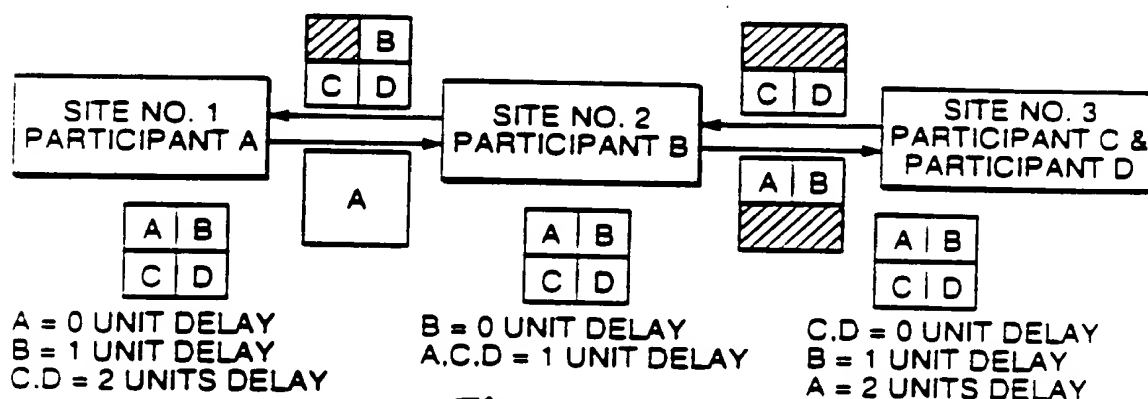 B
C D
C D
SITE NO. 1
PARTICIPANT A
SITE NO. 2
PARTICIPANT B
SITE NO. 3
PARTICIPANT C &
PARTICIPANT D
A
A B
A B
C D
A B
C D
A B
C D
A = 0 UNIT DELAY
B = 1 UNIT DELAY
C.D = 2 UNITS DELAY
B = 0 UNIT DELAY
A.C.D = 1 UNIT DELAY
C.D = 0 UNIT DELAY
B = 1 UNIT DELAY
A = 2 UNITS DELAY